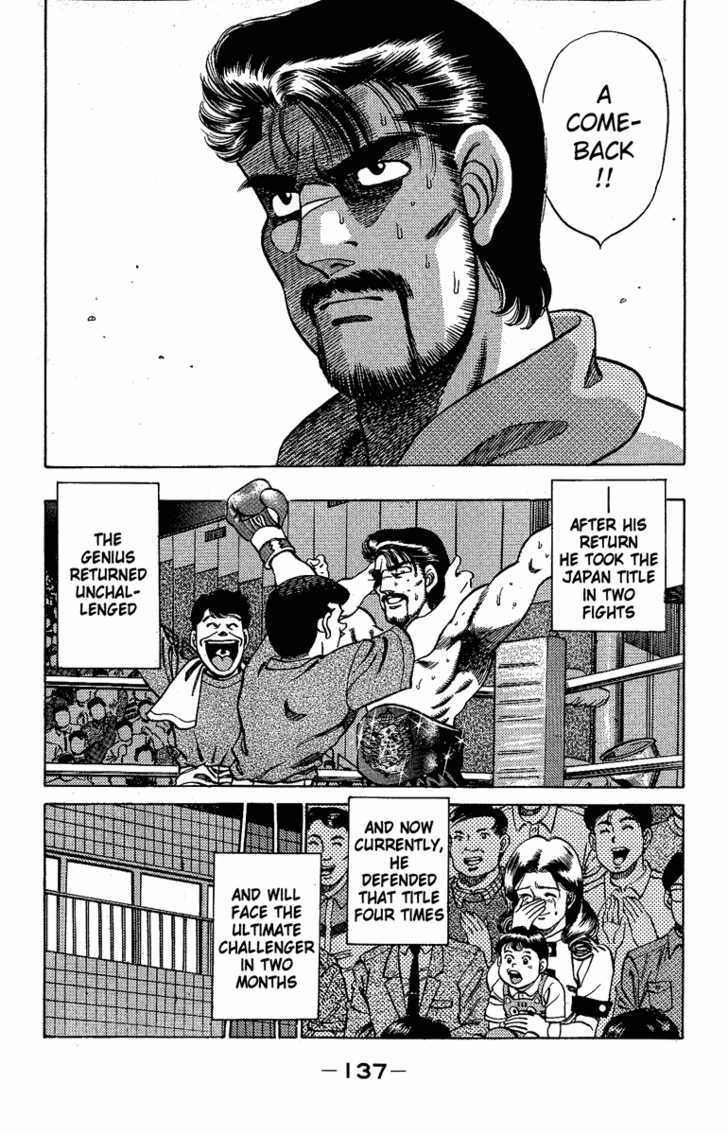 A
COME-
BACK
!!
AFTER HIS
RETURN
HE TOOK THE
JAPAN TITLE
IN TWO
FIGHTS
THE
GENIUS
RETURNED
UNCHAL-
LENGED
AND NOW
CURRENTLY,
HE
DEFENDED
THAT TITLE
FOUR TIMES
AND WILL
FACE THE
ULTIMATE
CHALLENGER
IN TWO
MONTHS
-137-